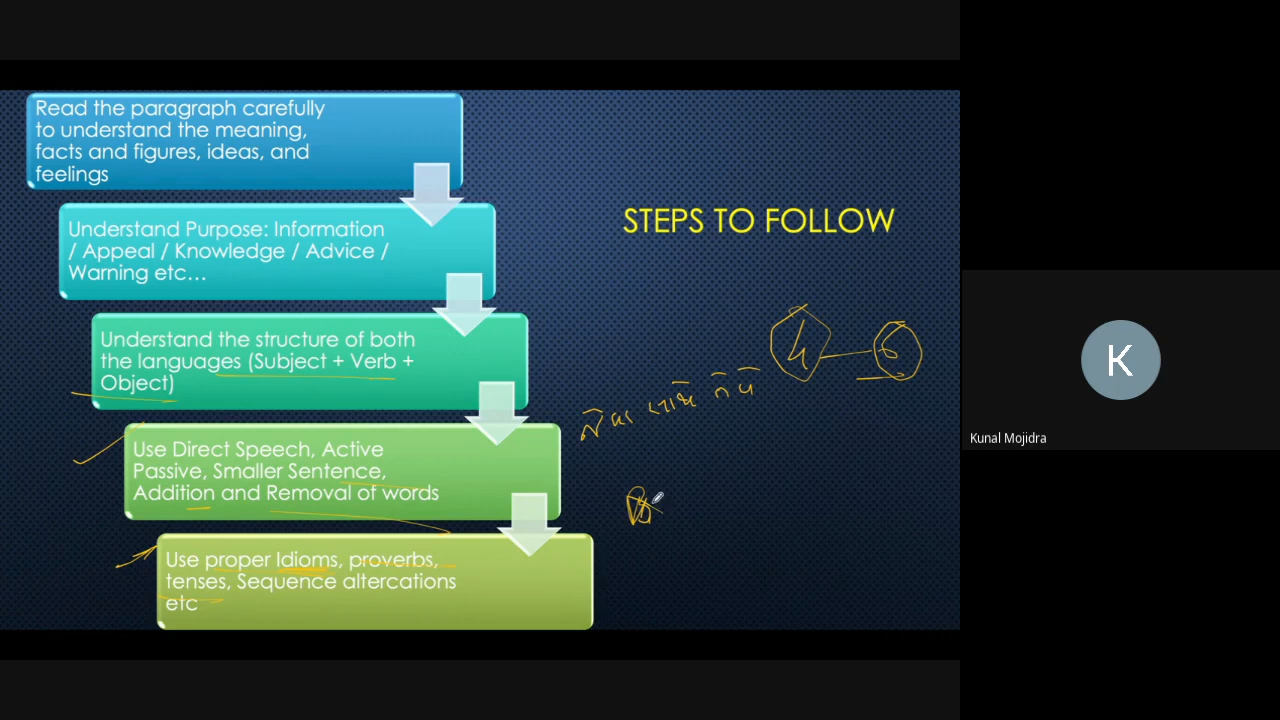 Read the paragraph carefully
to understand the meaning,
facts and figures, ideas, and
feelings
Understand Purpose: Information
/ Appeal / Knowledge / Advice /
Warning etc...
Understand the structure of both
the languages (Subject + Verb +
Object)
Use Direct Speech, Active
Passive, Smaller Sentence,
Addition and Removal of words
Use proper Idioms, proverbs,
tenses, Sequence altercations
etc
STEPS TO FOLLOW
K
Kunal Mojidra